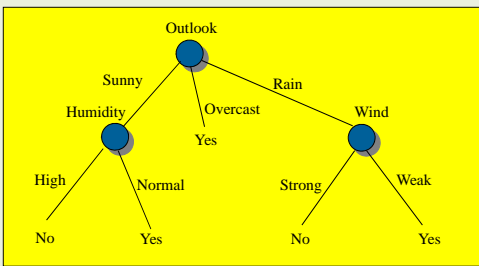 Outlook
Sunny
Rain
Humidity
Overcast
Wind
Yes
High
Normal
Strong
Weak
No
Yes
No
Yes